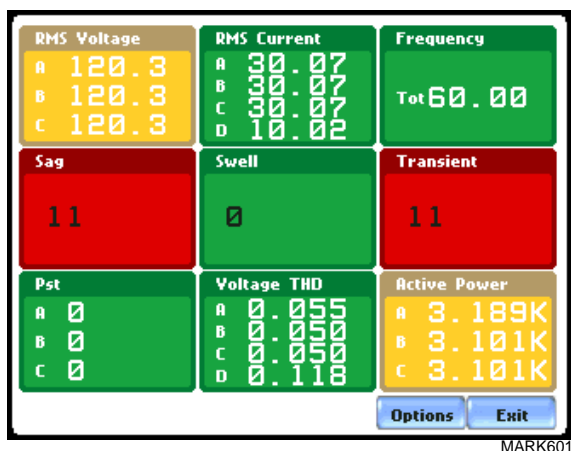 RMS Voltage
A 120.3
B 120.3
C 120.3
RMS Current
A 30.07
B 30.07
C 30.07
D 10.02
Frequency
Tot 60.00
Sag
11
Swell
0
Transient
11
Pst
A 0
B 0
C 0
Voltage THD
A 0.055
B 0.050
C 0.050
D 0.118
Active Power
A 3.189K
B 3.101K
C 3.101K
Options Exit
MARK601